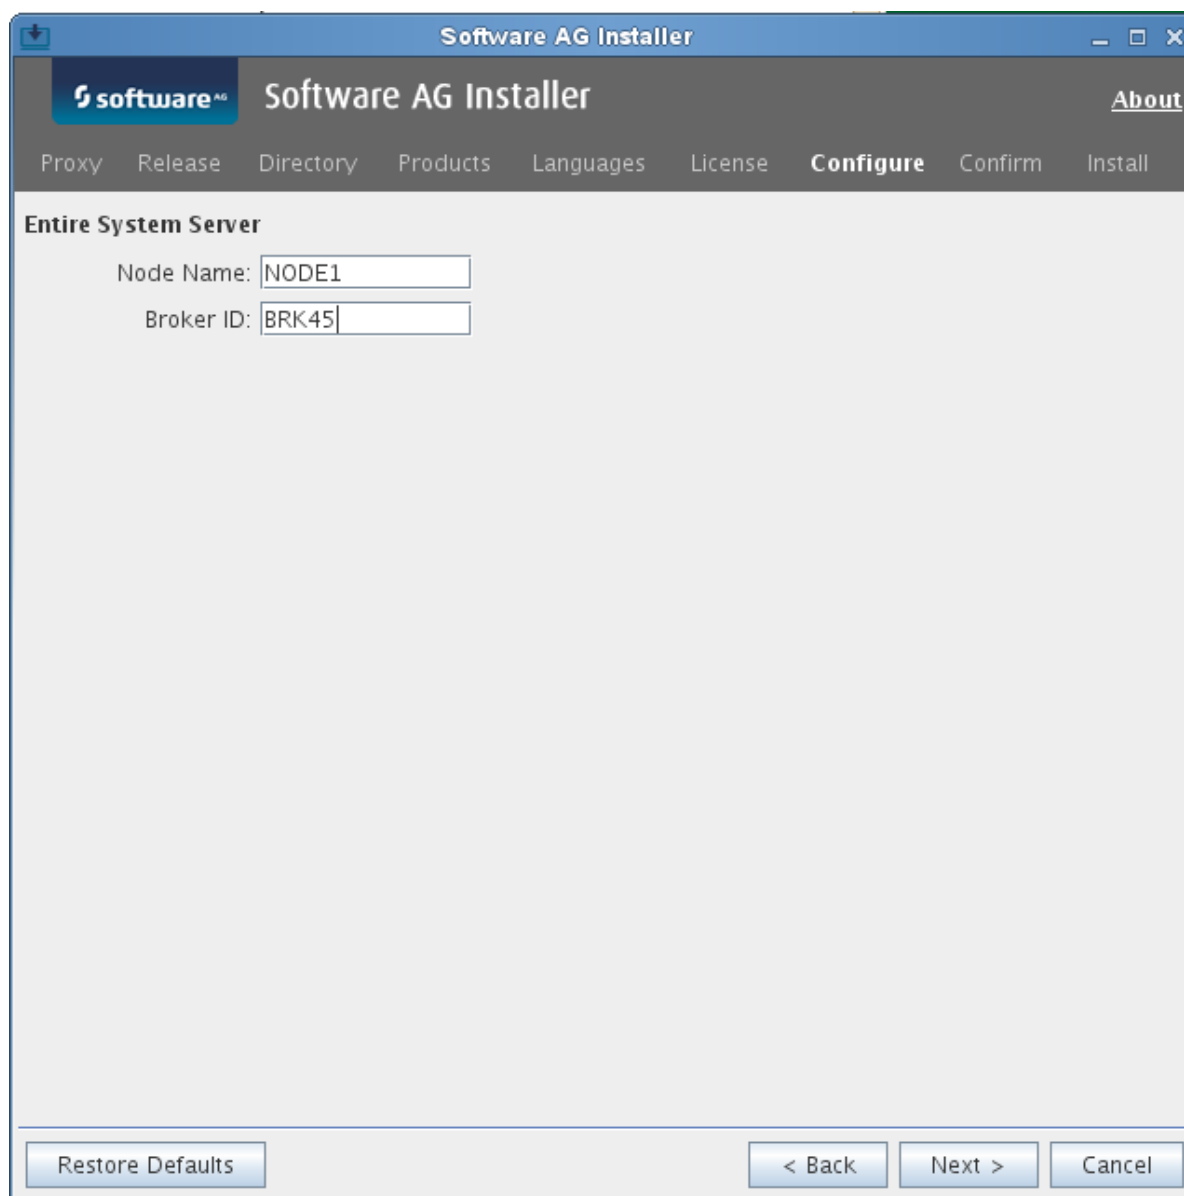 Software AG Installer
software AG Software AG Installer About
Proxy Release Directory Products Languages License Configure Confirm Install
Entire System Server
Node Name: NODE1
Broker ID: BRK45
Restore Defaults < Back Next > Cancel